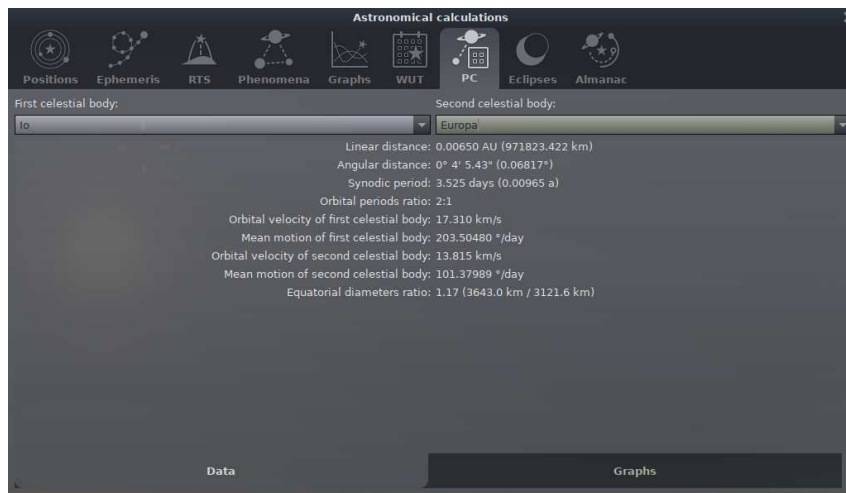 Astronomical calculations
Positions Ephemeris RTS Phenomena Graphs WUT PC Eclipses Almanac
First celestial body: Second celestial body:
Io Europa
Linear distance: 0.00650 AU (971823.422 km)
Angular distance: 0° 4' 5.43" (0.06817°)
Synodic period: 3.525 days (0.00965 a)
Orbital periods ratio: 2:1
Orbital velocity of first celestial body: 17.310 km/s
Mean motion of first celestial body: 203.50480 °/day
Orbital velocity of second celestial body: 13.815 km/s
Mean motion of second celestial body: 101.37989 °/day
Equatorial diameters ratio: 1.17 (3643.0 km / 3121.6 km)
Data Graphs